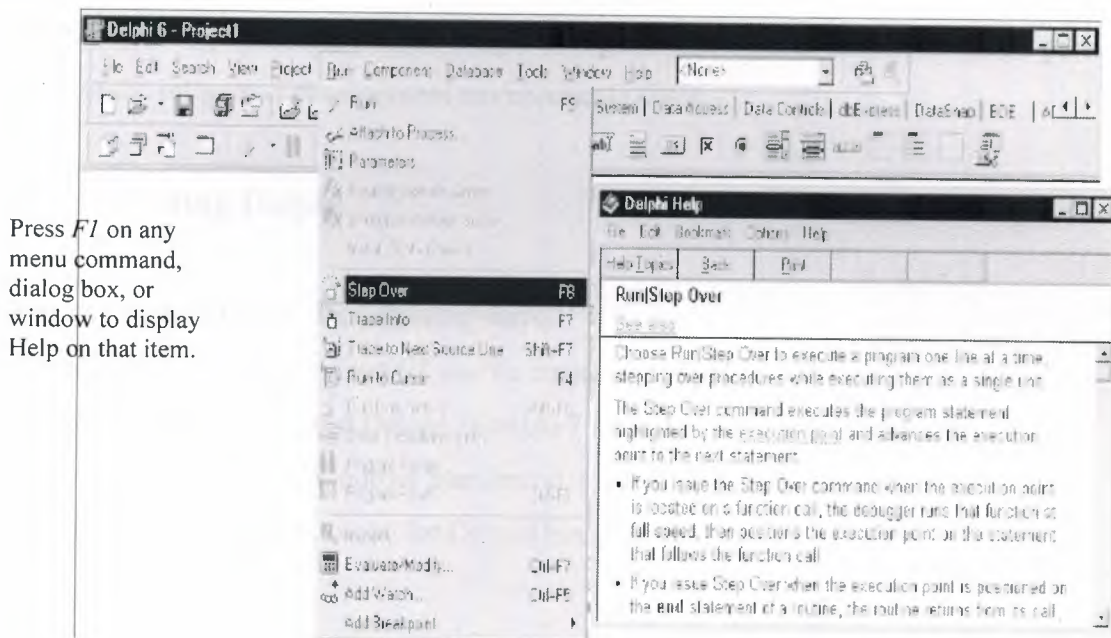 Delphi 6 - Project1
File Edit Search View Project Run Component Database Tools Window Help <None>
Run F9
Attach to Process...
Parameters...
Step Over F8
Trace Into F7
Trace to Next Source Line Shift+F7
Run to Cursor F4
Evaluate/Modify... Ctrl+F7
Add Watch... Ctrl+F5
Add Breakpoint
System Data Access Data Controls dbExpress DataSnap BDE
Press F1 on any
menu command,
dialog box, or
window to display
Help on that item.
Delphi Help
File Edit Bookmark Options Help
Help Topics Back Print
Run|Step Over
See also
Choose Run|Step Over to execute a program one line at a time,
stepping over procedures while executing them as a single unit.
The Step Over command executes the program statement
highlighted by the execution point and advances the execution
point to the next statement.
• If you issue the Step Over command when the execution point
is located on a function call, the debugger runs that function at
full speed, then positions the execution point on the statement
that follows the function call.
• If you issue Step Over when the execution point is positioned on
the end statement of a routine, the routine returns from its call,